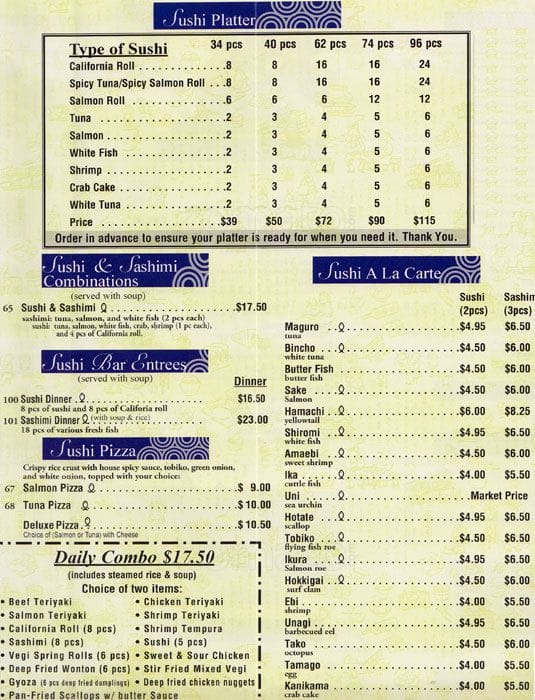 Sushi Platter
Type of Sushi 34 pcs 40 pcs 62 pcs 74 pcs 96 pcs
California Roll .....8 8 16 16 24
Spicy Tuna/Spicy Salmon Roll ...8 8 16 16 24
Salmon Roll .....6 6 6 12 12
Tuna .....2 3 4 5 6
Salmon .....2 3 4 5 6
White Fish .....2 3 4 5 6
Shrimp .....2 3 4 5 6
Crab Cake .....2 3 4 5 6
White Tuna .....2 3 4 5 6
Price .....$39 $50 $72 $90 $115
Order in advance to ensure your platter is ready for when you need it. Thank You.
Sushi & Sashimi
Combinations
(served with soup)
65 Sushi & Sashimi .....$17.50
sashimi: tuna, salmon, and white fish (2 pcs each)
sushi: tuna, salmon, white fish, crab, shrimp (1 pc each),
and 4 pcs of California roll.
Sushi Bar Entrees
(served with soup)
Dinner
100 Sushi Dinner .....$16.50
8 pcs of sushi and 8 pcs of Califoria roll
101 Sashimi Dinner (with soup & rice) .....$23.00
18 pcs of various fresh fish
Sushi Pizza
Crispy rice crust with house spicy sauce, tobiko, green onion,
and white onion, topped with your choice:
67 Salmon Pizza .....$ 9.00
68 Tuna Pizza .....$10.00
Deluxe Pizza .....$10.50
Choice of (Salmon or Tuna) with Cheese
Daily Combo $17.50
(includes steamed rice & soup)
Choice of two items:
• Beef Teriyaki • Chicken Teriyaki
• Salmon Teriyaki • Shrimp Teriyaki
• California Roll (8 pcs) • Shrimp Tempura
• Sashimi (8 pcs) • Sushi (5 pcs)
• Vegi Spring Rolls (6 pcs) • Sweet & Sour Chicken
• Deep Fried Wonton (6 pcs) • Stir Fried Mixed Vegi
• Gyoza (6 pcs deep fried dumplings) • Deep fried chicken nuggets
• Pan-Fried Scallops w/ butter Sauce
Sushi A La Carte
Sushi Sashim
(2pcs) (3pcs)
Maguro .....$4.95 $6.50
tuna
Bincho .....$4.50 $6.00
white tuna
Butter Fish .....$4.50 $6.00
butter fish
Sake .....$4.50 $6.00
Salmon
Hamachi .....$6.00 $8.25
yellowtail
Shiromi .....$4.95 $6.50
white fish
Amaebi .....$4.50 $6.00
sweet shrimp
Ika .....$4.00 $5.50
cuttle fish
Uni .....Market Price
sea urchin
Hotate .....$4.95 $6.50
scallop
Tobiko .....$4.50 $6.50
flying fish roe
Ikura .....$4.95 $6.50
Salmon roe
Hokkigai .....$4.50 $6.00
surf clam
Ebi .....$4.00 $5.50
shrimp
Unagi .....$4.95 $6.50
barbecued eel
Tako .....$4.50 $6.00
octopus
Tamago .....$4.00 $5.50
egg
Kanikama .....$4.00 $5.50
crab cake